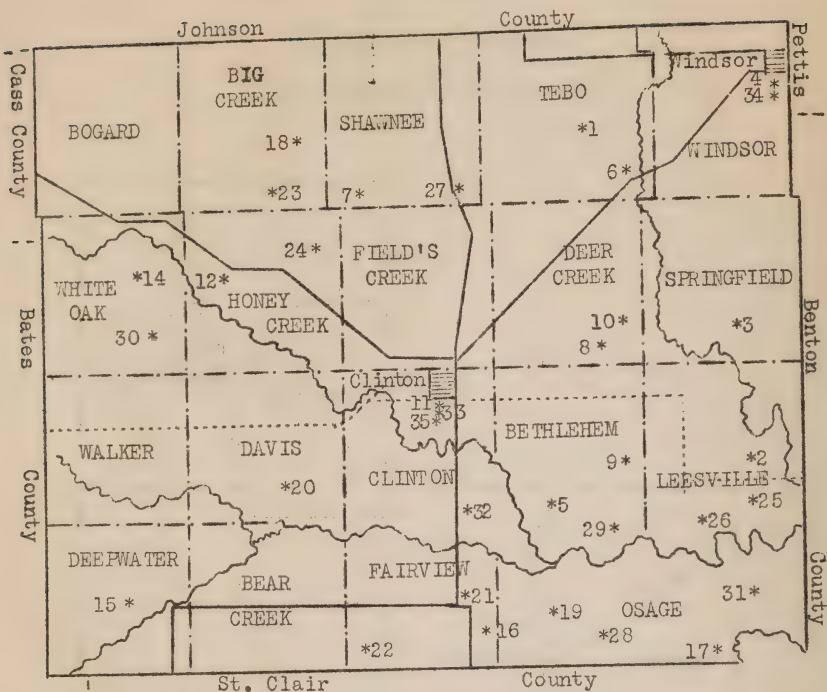 Johnson County
Cass County
Pettis
BIG
CREEK
BOGARD
SHAWNEE
TEBO
Windsor
4*
34*
WINDSOR
*1
18*
*23
7*
27*
6*
24*
FIELD'S
CREEK
DEER
CREEK
SPRINGFIELD
WHITE
OAK
*14
12*
HONEY
CREEK
30*
10*
8*
*3
Bates
County
Benton
County
Clinton
11*
*33
35*
WALKER
DAVIS
*20
CLINTON
*32
BETHLEHEM
9*
*5
29*
*2
LEESVILLE
*25
*26
DEEPWATER
15*
BEAR
CREEK
FAIRVIEW
*21
*16
*22
*19
OSAGE
*28
31*
17*
St. Clair County